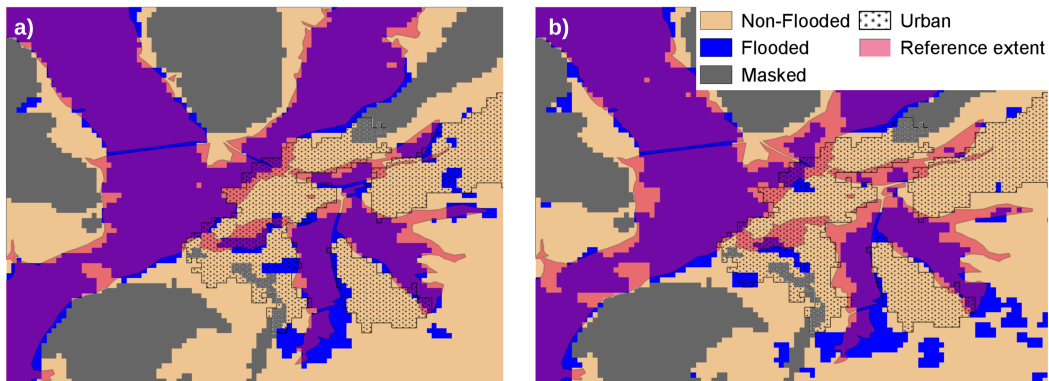 a)
b)
Non-Flooded
Urban
Flooded
Reference extent
Masked